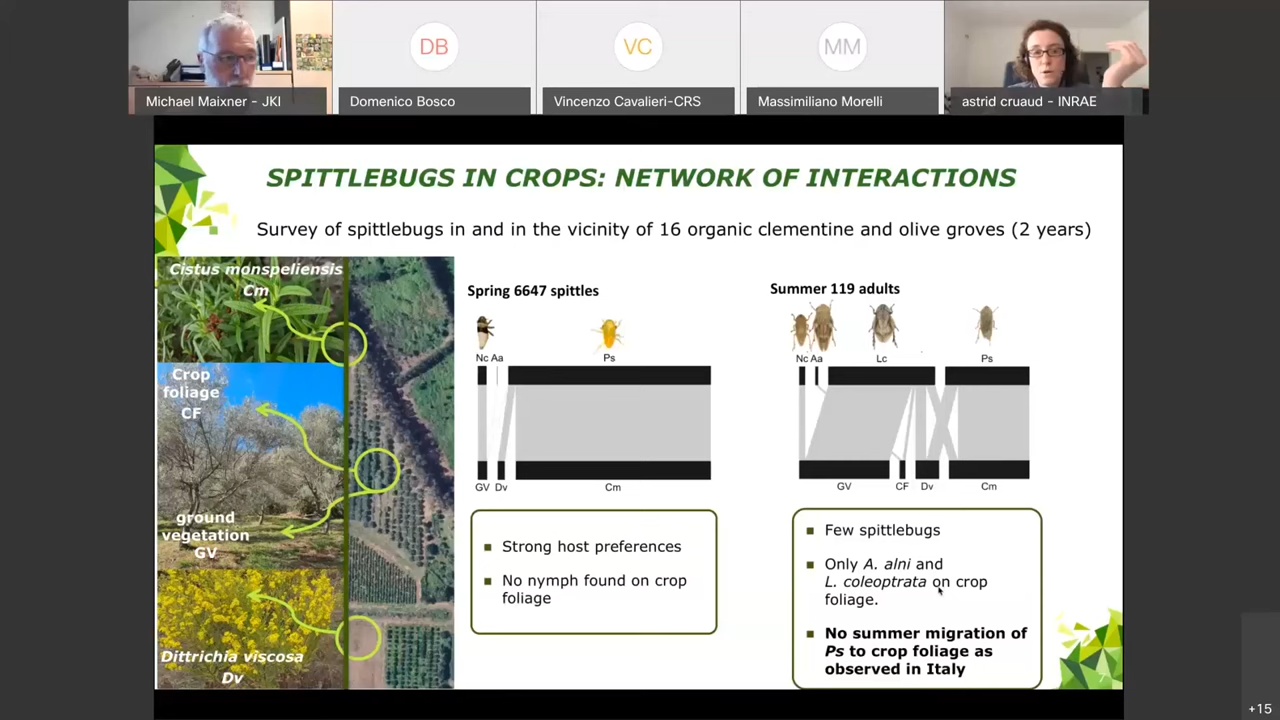 DB
VC
MM
Michael Maixner - JKI
Domenico Bosco
Vincenzo Cavalieri-CRS
Massimiliano Morelli
astrid cruaud - INRAE
SPITTLEBUGS IN CROPS: NETWORK OF INTERACTIONS
Survey of spittlebugs in and in the vicinity of 16 organic clementine and olive groves (2 years)
Cistus monspeliensis
Cm
Crop
foliage
CF
ground
vegetation
GV
Dittrichia viscosa
Dv
Spring 6647 spittles
Nc Aa Ps
GV Dv Cm
Strong host preferences
No nymph found on crop
foliage
Summer 119 adults
Nc Aa Lc Ps
GV CF Dv Cm
Few spittlebugs
Only A. alni and
L. coleoptrata on crop
foliage.
No summer migration of
Ps to crop foliage as
observed in Italy
+15